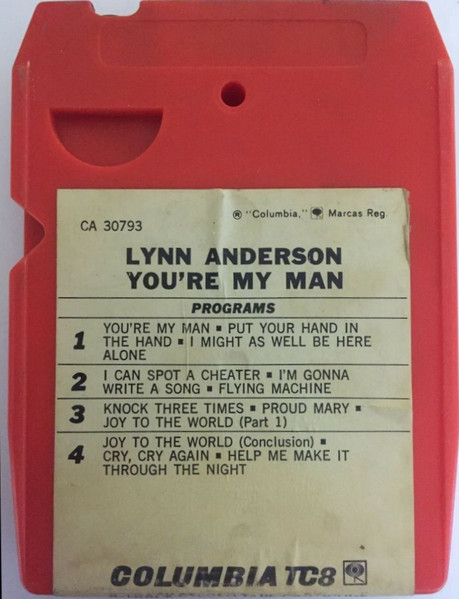 CA 30793
® "Columbia," Marcas Reg.
LYNN ANDERSON
YOU'RE MY MAN
PROGRAMS
1 YOU'RE MY MAN ▪ PUT YOUR HAND IN
THE HAND ▪ I MIGHT AS WELL BE HERE
ALONE
2 I CAN SPOT A CHEATER ▪ I'M GONNA
WRITE A SONG ▪ FLYING MACHINE
3 KNOCK THREE TIMES ▪ PROUD MARY ▪
JOY TO THE WORLD (Part 1)
4 JOY TO THE WORLD (Conclusion) ▪
CRY, CRY AGAIN ▪ HELP ME MAKE IT
THROUGH THE NIGHT
COLUMBIA TC8